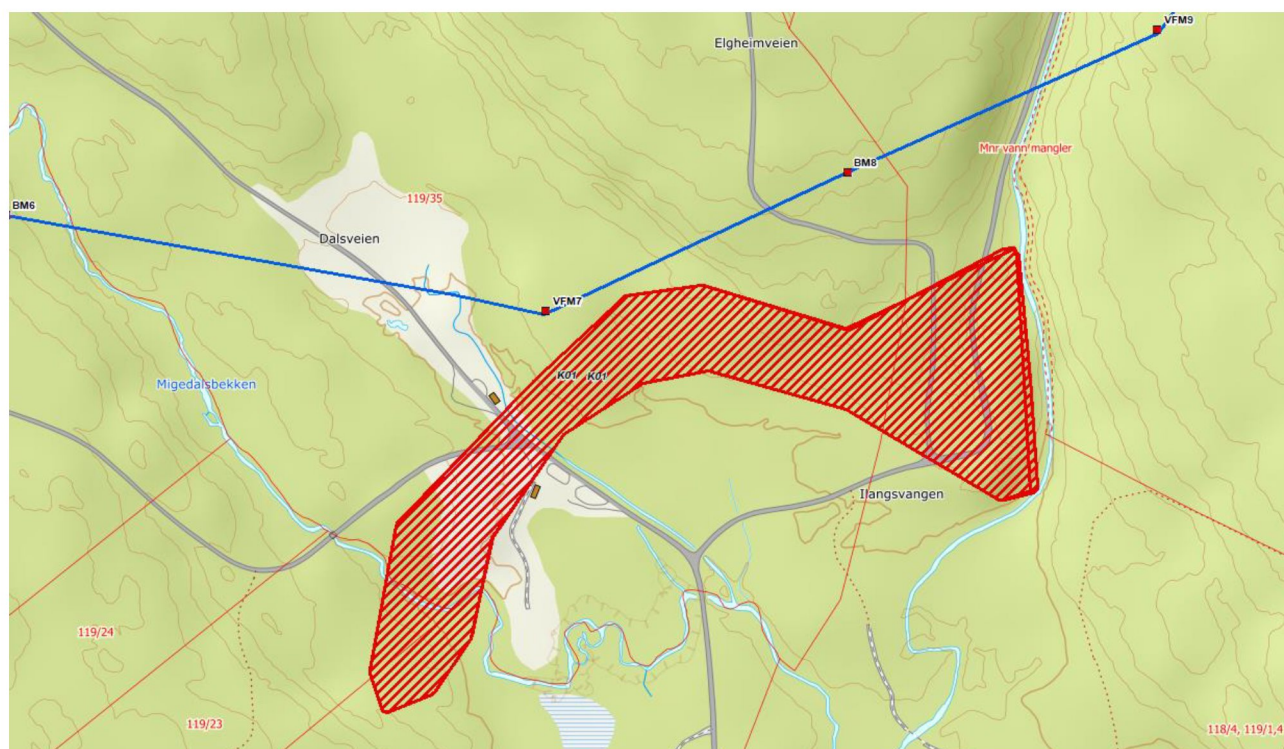 VFM9
Elgheimveien
Mnr vann mangler
BM8
BM6
119/35
Dalsveien
VFM7
K01 K01
Migedalsbekken
Ilangsvangen
119/24
119/23
118/4, 119/1,4